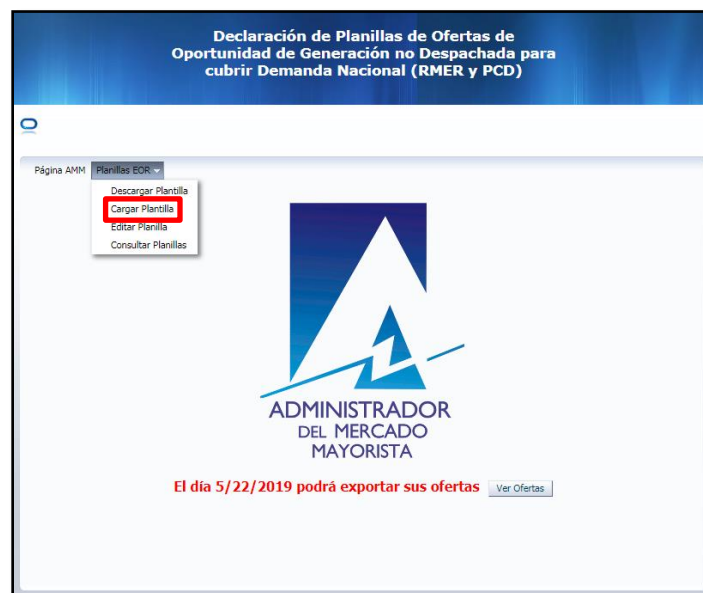 Declaración de Planillas de Ofertas de
Oportunidad de Generación no Despachada para
cubrir Demanda Nacional (RMER y PCD)
Página AMM Planillas EOR
Descargar Plantilla
Cargar Plantilla
Editar Planilla
Consultar Planillas
ADMINISTRADOR
DEL MERCADO
MAYORISTA
El día 5/22/2019 podrá exportar sus ofertas Ver Ofertas